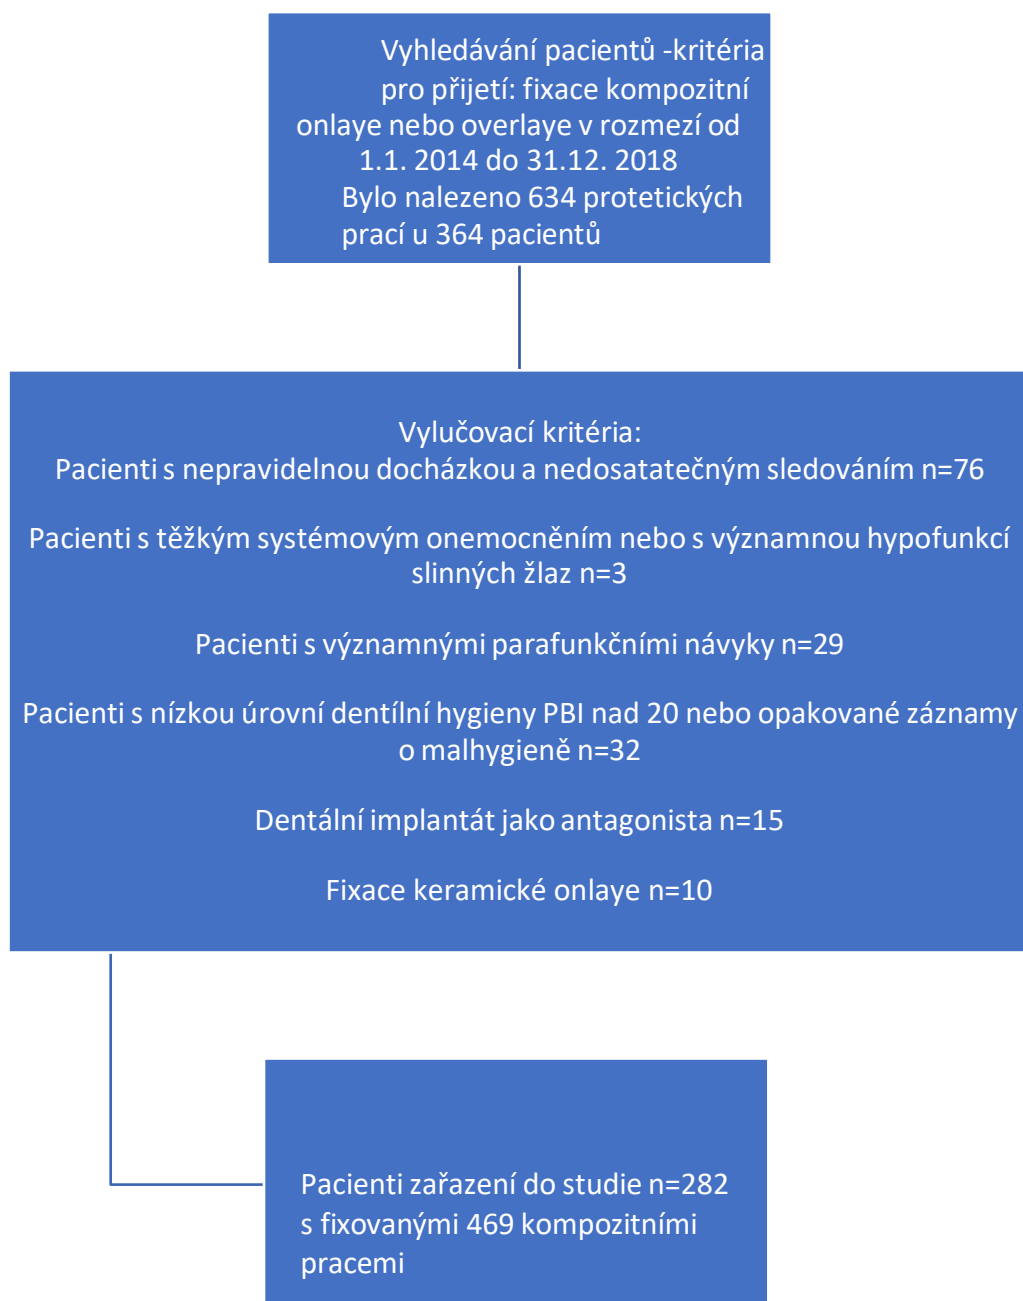 Vyhledávání pacientů -kritéria
pro přijetí: fixace kompozitní
onlaye nebo overlaye v rozmezí od
1.1. 2014 do 31.12. 2018
Bylo nalezeno 634 protetických
prací u 364 pacientů
Vylučovací kritéria:
Pacienti s nepravidelnou docházkou a nedosatatečným sledováním n=76
Pacienti s těžkým systémovým onemocněním nebo s významnou hypofunkcí
slinných žlaz n=3
Pacienti s významnými parafunkčními návyky n=29
Pacienti s nízkou úrovní dentílní hygieny PBI nad 20 nebo opakované záznamy
o malhygieně n=32
Dentální implantát jako antagonista n=15
Fixace keramické onlaye n=10
Pacienti zařazení do studie n=282
s fixovanými 469 kompozitními
pracemi